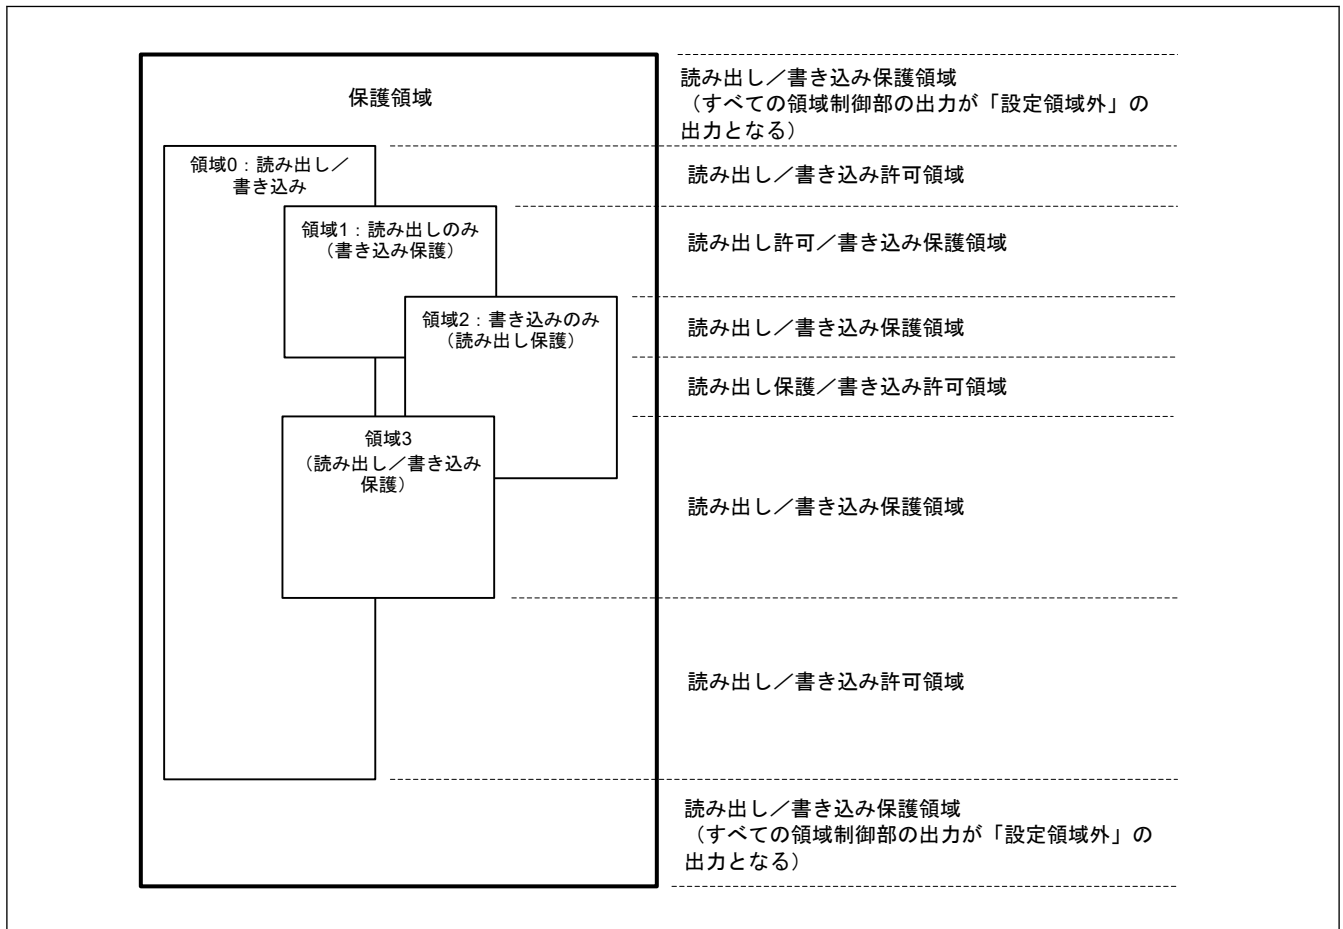 保護領域
読み出し／書き込み保護領域
（すべての領域制御部の出力が「設定領域外」の
出力となる）
領域0：読み出し／
書き込み
読み出し／書き込み許可領域
領域1：読み出しのみ
（書き込み保護）
読み出し許可／書き込み保護領域
領域2：書き込みのみ
（読み出し保護）
読み出し／書き込み保護領域
読み出し保護／書き込み許可領域
領域3
（読み出し／書き込み
保護）
読み出し／書き込み保護領域
読み出し／書き込み許可領域
読み出し／書き込み保護領域
（すべての領域制御部の出力が「設定領域外」の
出力となる）